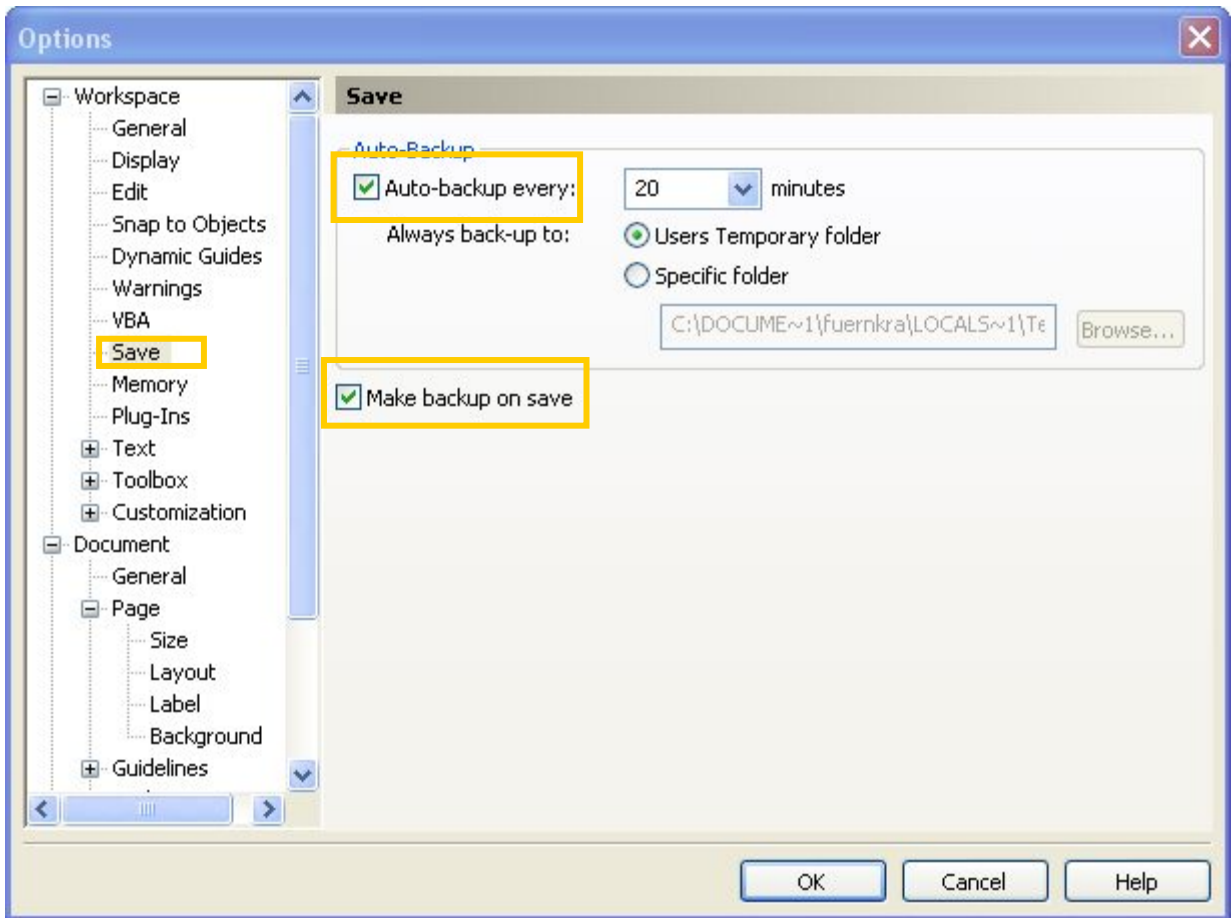 Options
Workspace
General
Display
Edit
Snap to Objects
Dynamic Guides
Warnings
VBA
Save
Memory
Plug-Ins
Text
Toolbox
Customization
Document
General
Page
Size
Layout
Label
Background
Guidelines
Save
Auto-Backup
Auto-backup every: 20 minutes
Always back-up to: Users Temporary folder
Specific folder
C:\DOCUME~1\fuernkra\LOCALS~1\Te Browse...
Make backup on save
OK Cancel Help